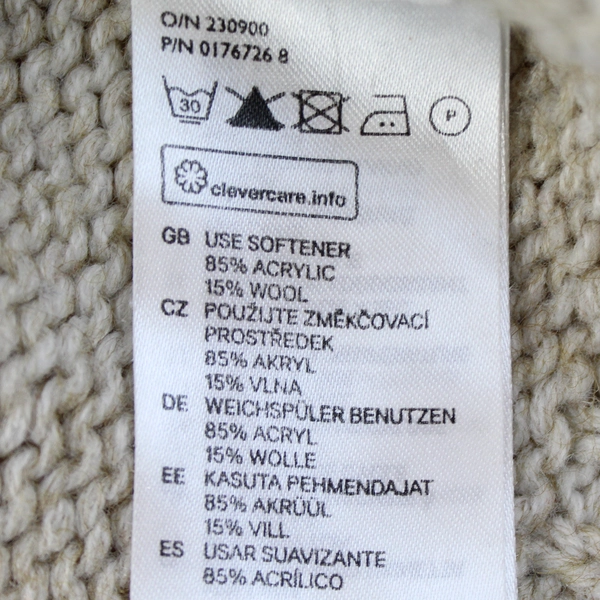 O/N 230900
P/N 0176726 8
30
P
clevercare.info
GB USE SOFTENER
85% ACRYLIC
15% WOOL
CZ POUŽIJTE ZMĚKČOVACÍ
PROSTŘEDEK
85% AKRYL
15% VLNA
DE WEICHSPÜLER BENUTZEN
85% ACRYL
15% WOLLE
EE KASUTA PEHMENDAJAT
85% AKRÜÜL
15% VILL
ES USAR SUAVIZANTE
85% ACRÍLICO